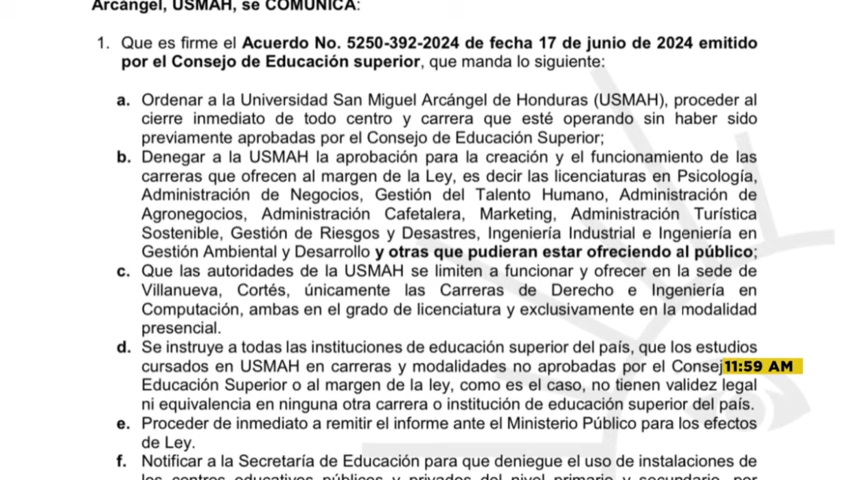 Arcángel, USMAH, se COMUNICA:
1. Que es firme el Acuerdo No. 5250-392-2024 de fecha 17 de junio de 2024 emitido
por el Consejo de Educación superior, que manda lo siguiente:
a. Ordenar a la Universidad San Miguel Arcángel de Honduras (USMAH), proceder al
cierre inmediato de todo centro y carrera que esté operando sin haber sido
previamente aprobadas por el Consejo de Educación Superior;
b. Denegar a la USMAH la aprobación para la creación y el funcionamiento de las
carreras que ofrecen al margen de la Ley, es decir las licenciaturas en Psicología,
Administración de Negocios, Gestión del Talento Humano, Administración de
Agronegocios, Administración Cafetalera, Marketing, Administración Turística
Sostenible, Gestión de Riesgos y Desastres, Ingeniería Industrial e Ingeniería en
Gestión Ambiental y Desarrollo y otras que pudieran estar ofreciendo al público;
c. Que las autoridades de la USMAH se limiten a funcionar y ofrecer en la sede de
Villanueva, Cortés, únicamente las Carreras de Derecho e Ingeniería en
Computación, ambas en el grado de licenciatura y exclusivamente en la modalidad
presencial.
d. Se instruye a todas las instituciones de educación superior del país, que los estudios
cursados en USMAH en carreras y modalidades no aprobadas por el Consej 11:59 AM
Educación Superior o al margen de la ley, como es el caso, no tienen validez legal
ni equivalencia en ninguna otra carrera o institución de educación superior del país.
e. Proceder de inmediato a remitir el informe ante el Ministerio Público para los efectos
de Ley.
f. Notificar a la Secretaría de Educación para que deniegue el uso de instalaciones de
los centros educativos públicos y privados del nivel primario y secundario, por